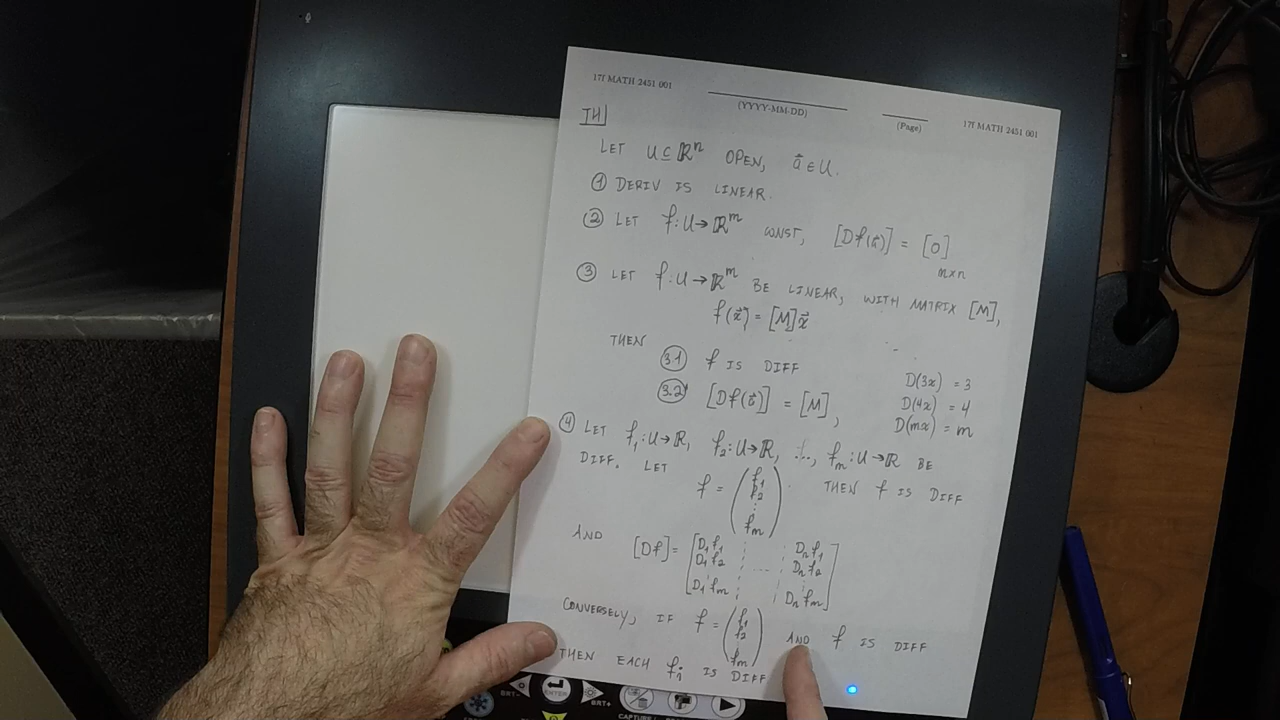 17f MATH 2451 001 (YYYY-MM-DD) (Page) 17f MATH 2451 001
TH
LET U ⊆ ℝⁿ OPEN, a⃗ ∈ U.
① DERIV IS LINEAR.
② LET f: U → ℝᵐ CONST, [Df(a⃗)] = [0]
m×n
③ LET f: U → ℝᵐ BE LINEAR, WITH MATRIX [M],
f(x⃗) = [M]x⃗
THEN
3.1 f IS DIFF
D(3x) = 3
3.2 [Df(a⃗)] = [M],
D(4x) = 4
D(mx) = m
④ LET f₁: U → ℝ, f₂: U → ℝ, ..., fₘ: U → ℝ BE
DIFF. LET f = (f₁ f₂ ⋮ fₘ). THEN f IS DIFF
AND [Df] = [D₁f₁ ... Dₙf₁
D₁f₂ ... Dₙf₂
⋮
D₁fₘ Dₙfₘ]
CONVERSELY, IF f = (f₁ f₂ ⋮ fₘ) AND f IS DIFF
THEN EACH fᵢ IS DIFF
BRT- ENTER BRT+